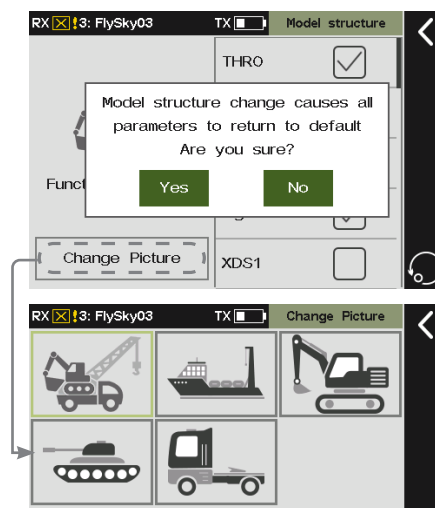 RX !3: FlySky03 TX Model structure
THRO
Model structure change causes all
parameters to return to default
Are you sure?
Yes No
Funct
Change Picture
XDS1
RX !3: FlySky03 TX Change Picture